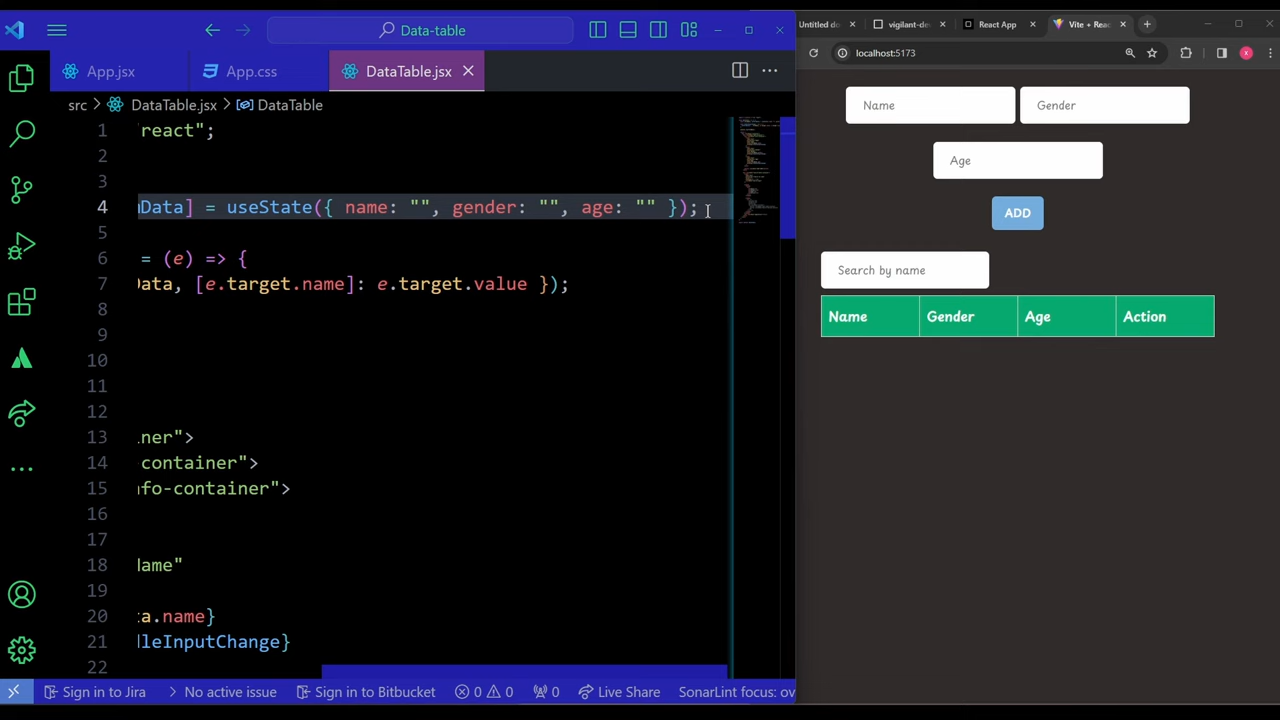 Data-table
App.jsx
App.css
DataTable.jsx
src > DataTable.jsx > DataTable
1 react";
2
3
4 Data] = useState({ name: "", gender: "", age: "" });
5
6 = (e) => {
7 ata, [e.target.name]: e.target.value });
8
9
10
11
12
13 ner">
14 container">
15 fo-container">
16
17
18 ame"
19
20 a.name}
21 leInputChange}
22
Sign in to Jira
No active issue
Sign in to Bitbucket
0 0
0
Live Share
SonarLint focus: ov
Untitled do
vigilant-de
React App
Vite + Rea
localhost:5173
x
Name
Gender
Age
ADD
Search by name
Name Gender Age Action